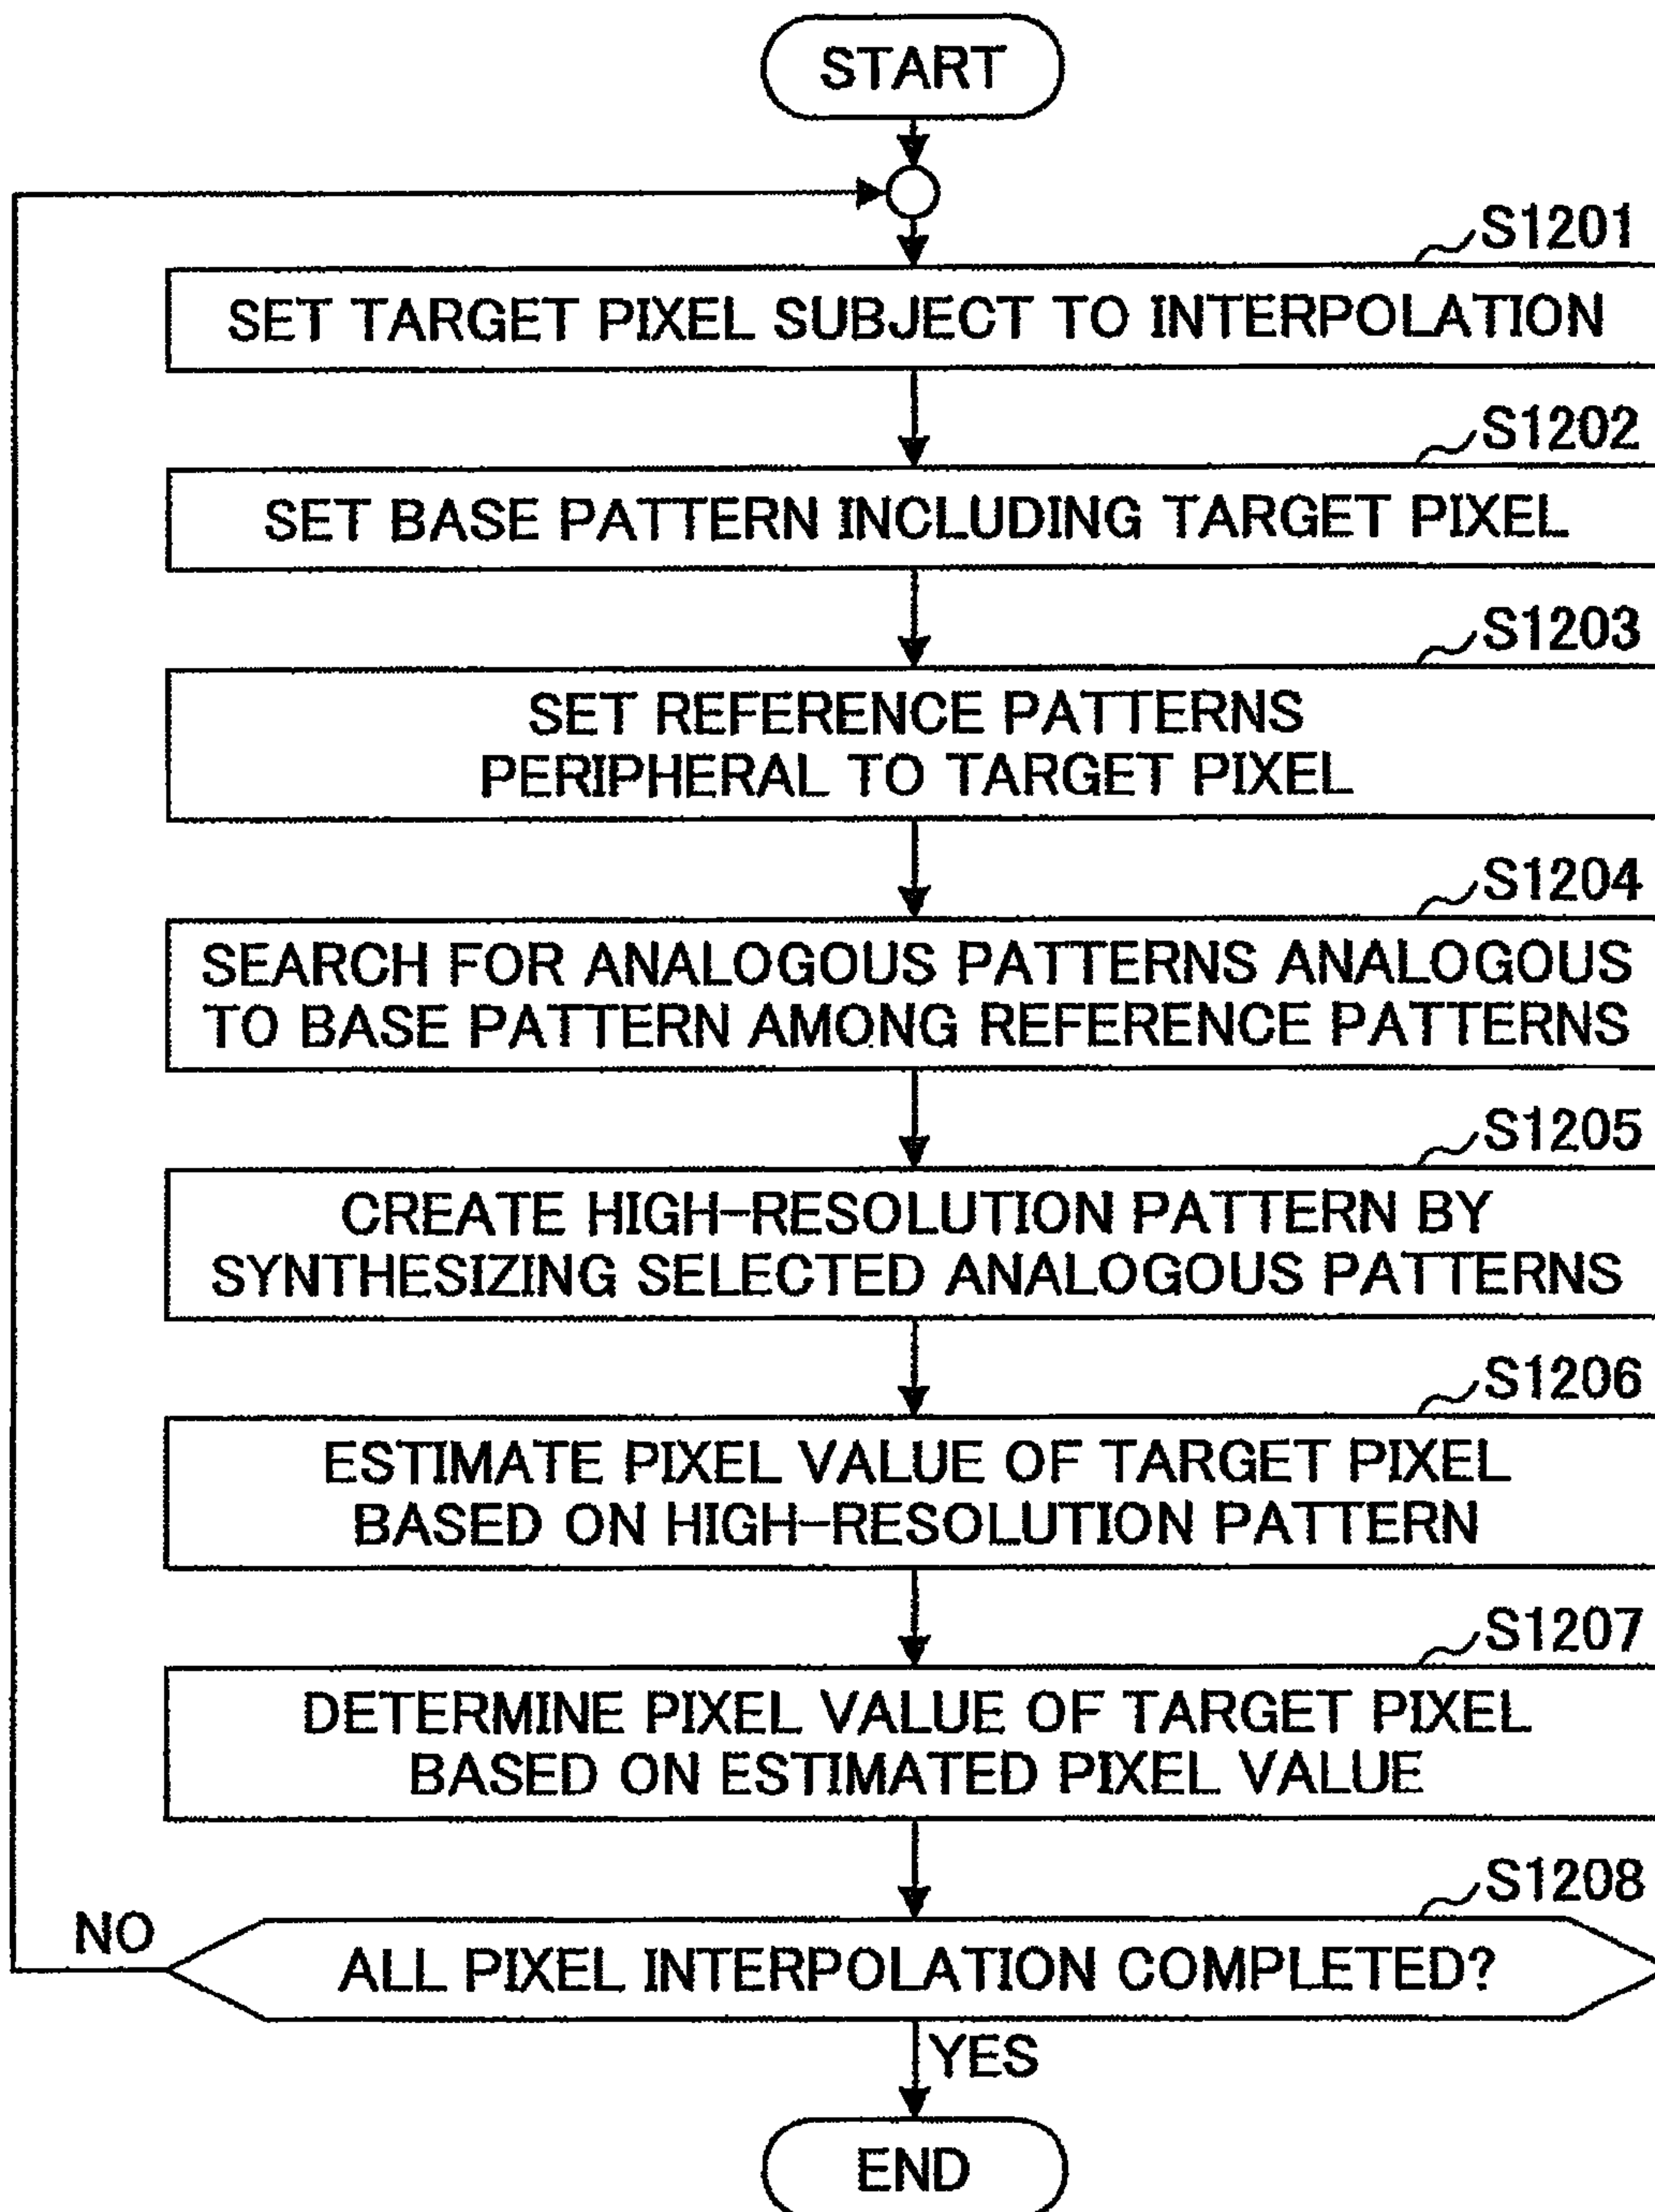 START
S1201
SET TARGET PIXEL SUBJECT TO INTERPOLATION
S1202
SET BASE PATTERN INCLUDING TARGET PIXEL
S1203
SET REFERENCE PATTERNS
PERIPHERAL TO TARGET PIXEL
S1204
SEARCH FOR ANALOGOUS PATTERNS ANALOGOUS
TO BASE PATTERN AMONG REFERENCE PATTERNS
S1205
CREATE HIGH-RESOLUTION PATTERN BY
SYNTHESIZING SELECTED ANALOGOUS PATTERNS
S1206
ESTIMATE PIXEL VALUE OF TARGET PIXEL
BASED ON HIGH-RESOLUTION PATTERN
S1207
DETERMINE PIXEL VALUE OF TARGET PIXEL
BASED ON ESTIMATED PIXEL VALUE
S1208
NO
ALL PIXEL INTERPOLATION COMPLETED?
YES
END